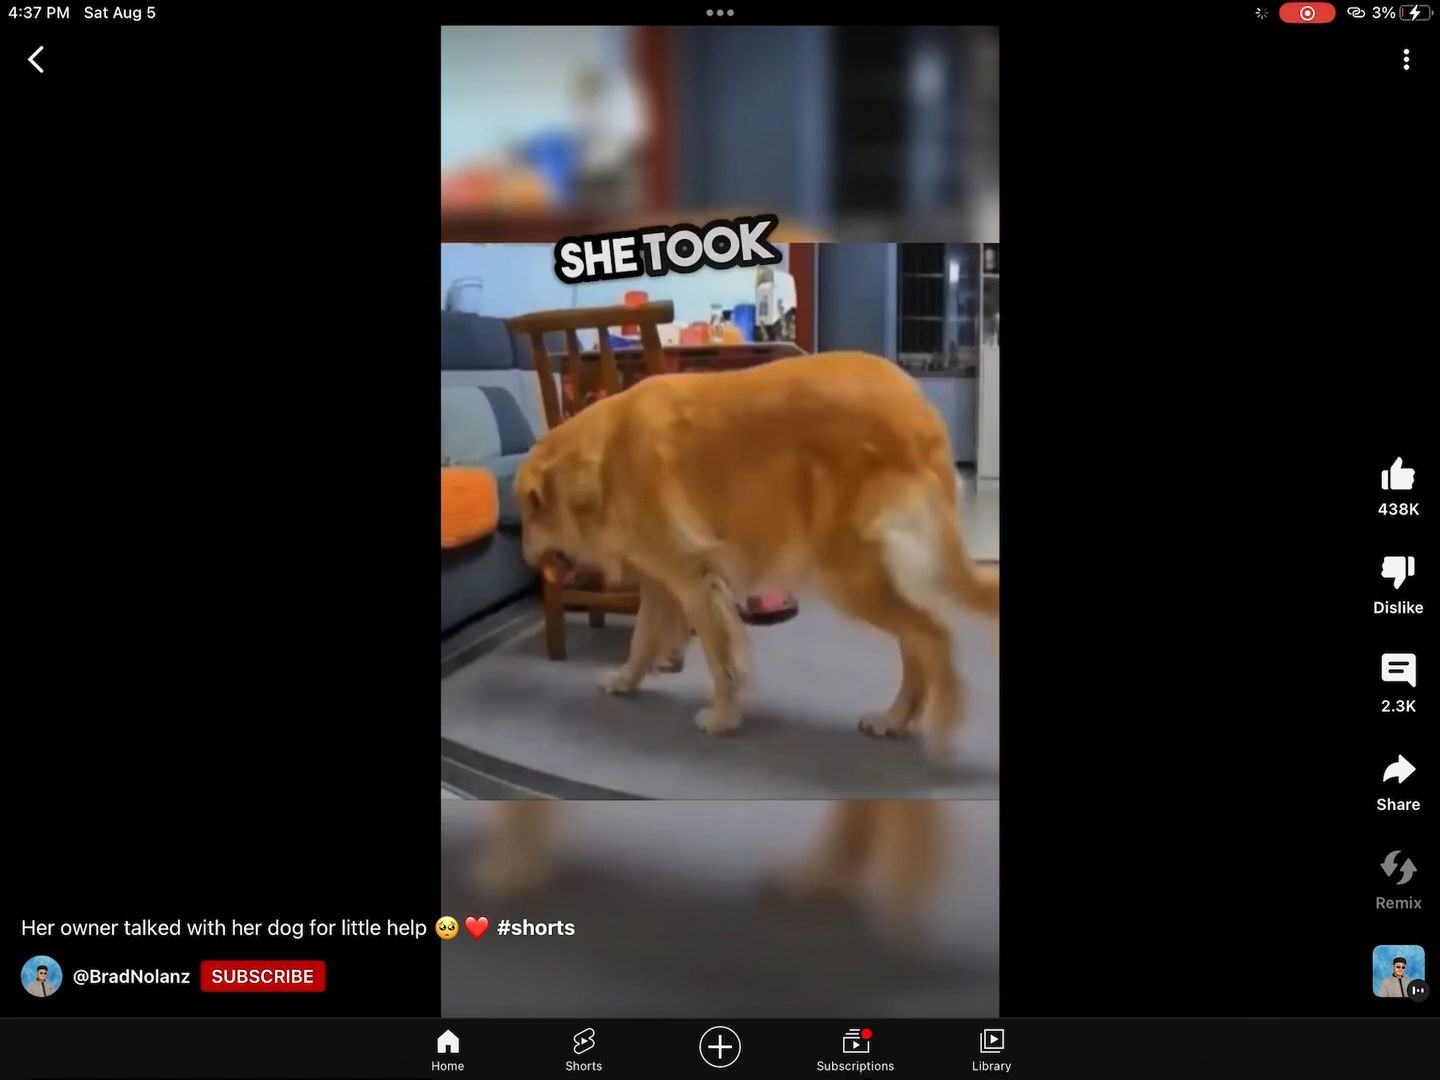 4:37 PM Sat Aug 5
3%
SHE TOOK
438K
Dislike
2.3K
Share
Remix
Her owner talked with her dog for little help 🥺❤️ #shorts
@BradNolanz SUBSCRIBE
Home Shorts Subscriptions Library